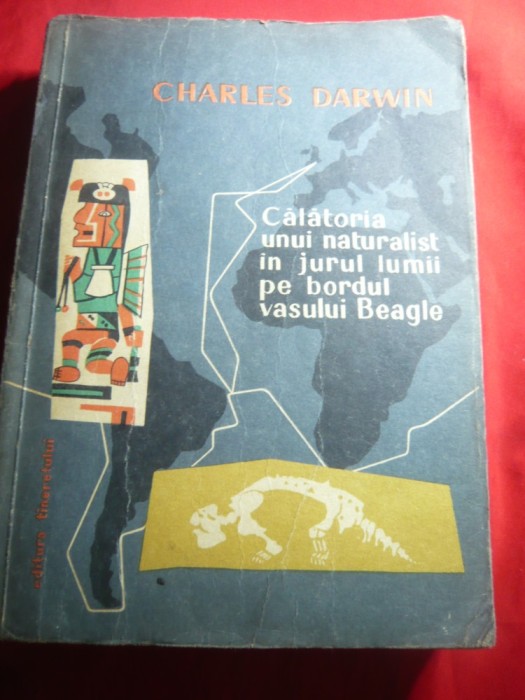 CHARLES DARWIN
Călătoria
unui naturalist
în jurul lumii
pe bordul
vasului Beagle
editura tineretului